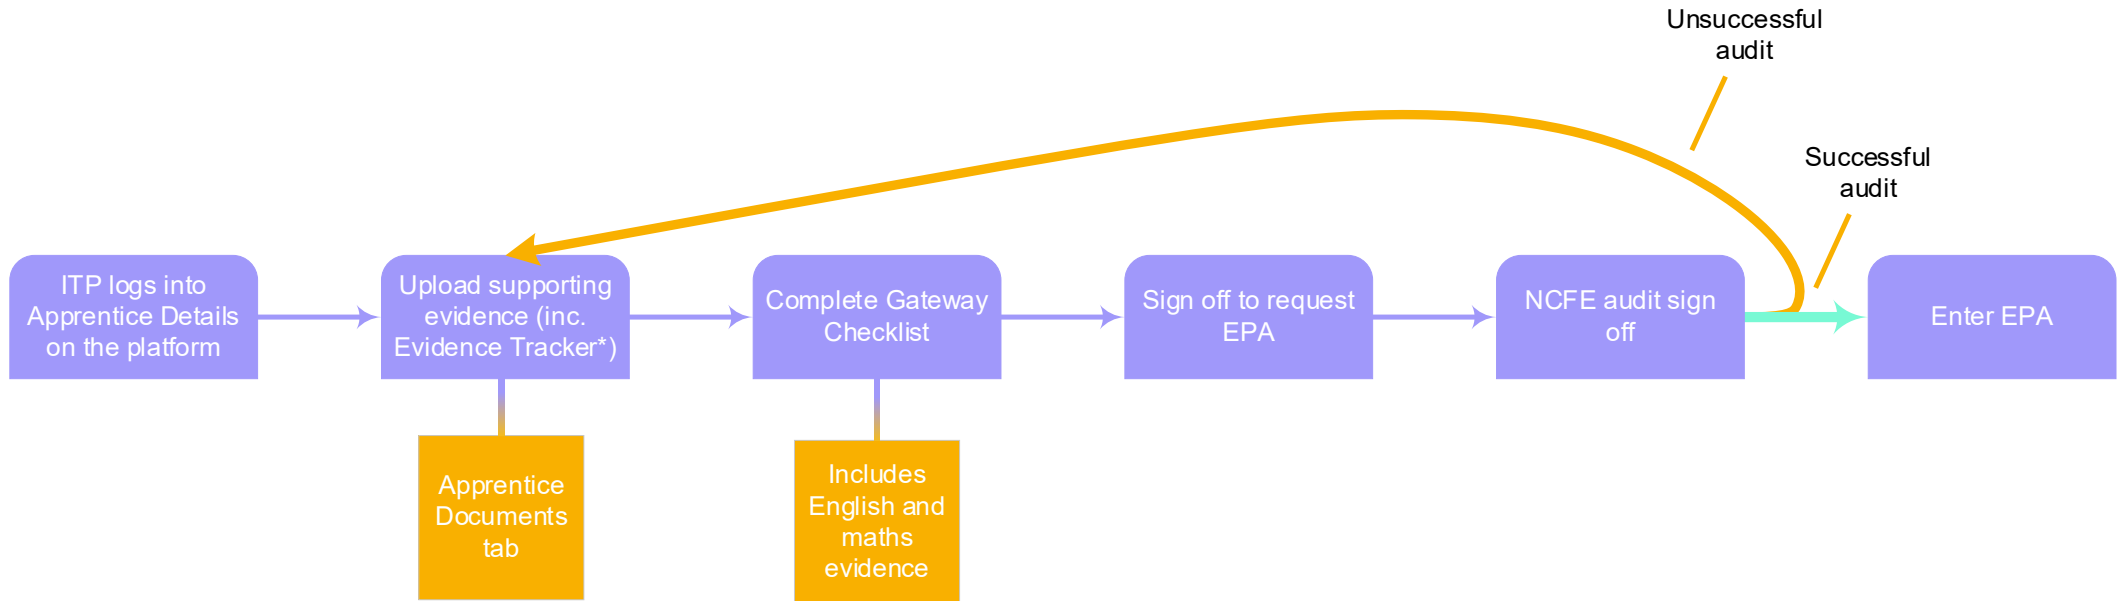 Unsuccessful
audit
Successful
audit
ITP logs into
Apprentice Details
on the platform
Upload supporting
evidence (inc.
Evidence Tracker*)
Complete Gateway
Checklist
Sign off to request
EPA
NCFE audit sign
off
Enter EPA
Apprentice
Documents
tab
Includes
English and
maths
evidence